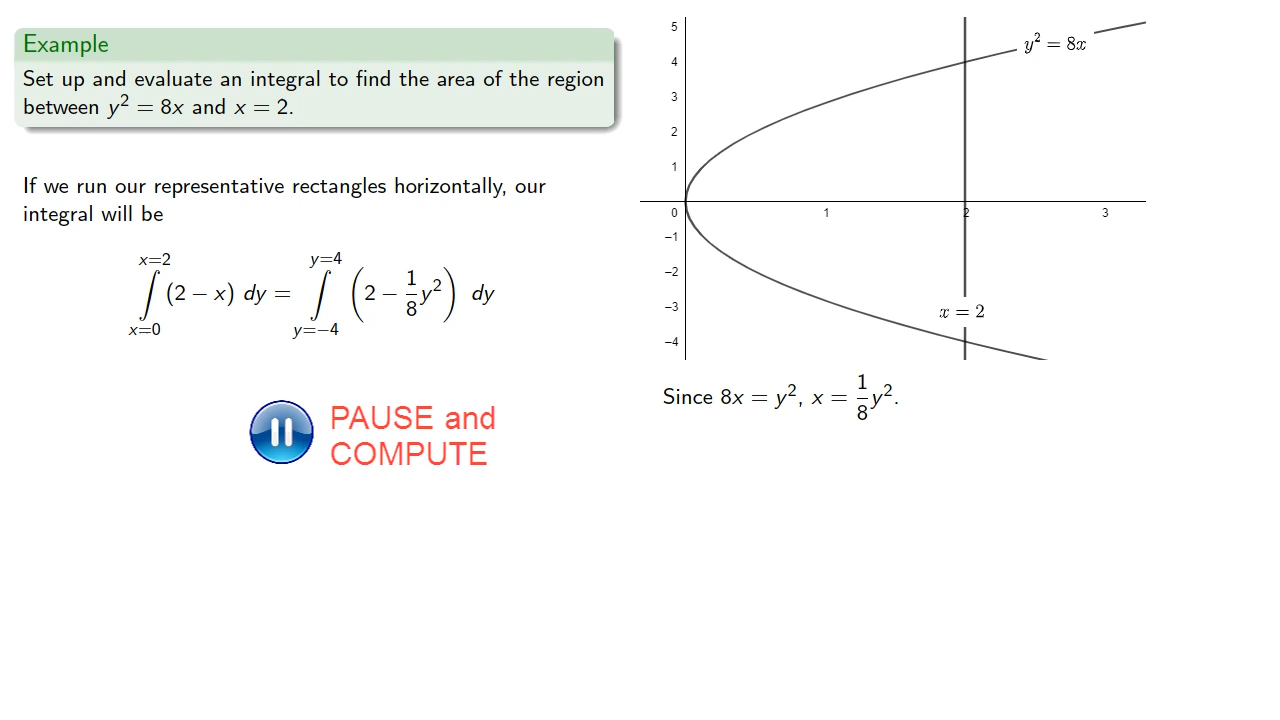 Example
Set up and evaluate an integral to find the area of the region
between y² = 8x and x = 2.
If we run our representative rectangles horizontally, our
integral will be
∫_{x=0}^{x=2} (2 − x) dy = ∫_{y=−4}^{y=4} (2 − 1/8 y²) dy
PAUSE and
COMPUTE
5
y² = 8x
4
3
2
1
0 1 2 3
−1
−2
−3
x = 2
−4
Since 8x = y², x = 1/8 y².